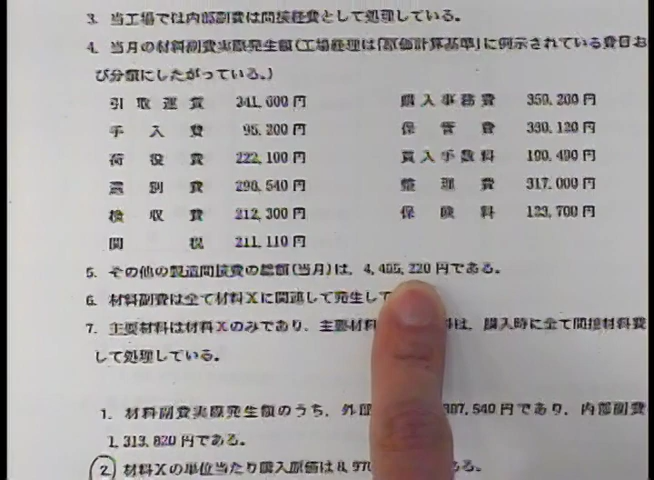 3. 当工場では内部副費は間接経費として処理している。
4. 当月の材料副費実際発生額(工場経理は「原価計算基準」に例示されている費目お
び分類にしたがっている。)
引取運賃 341,600円 購入事務費 350,200円
手入費 95,200円 保管費 330,120円
荷役費 222,100円 買入手数料 190,490円
選別費 298,540円 整理費 317,000円
検収費 212,300円 保険料 123,700円
関税 211,110円
5. その他の製造間接費の総額(当月)は、4,465,220円である。
6. 材料副費は全て材料Xに関連して発生して
7. 主要材料は材料Xのみであり、主要材料 は、購入時に全て間接材料費
して処理している。
1. 材料副費実際発生額のうち、外部 387,540円であり、内部副費
1,313,820円である。
2. 材料Xの単位当たり購入原価は8,970 ある。